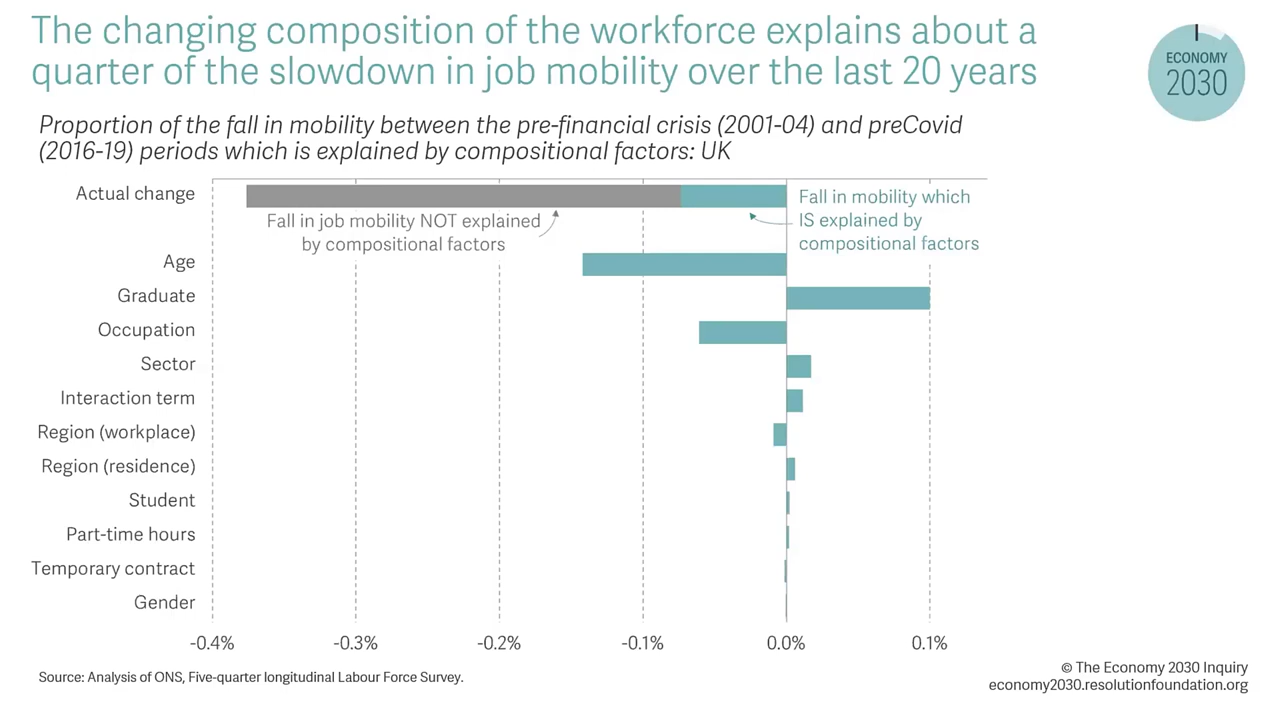 The changing composition of the workforce explains about a
quarter of the slowdown in job mobility over the last 20 years
ECONOMY
2030
Proportion of the fall in mobility between the pre-financial crisis (2001-04) and preCovid
(2016-19) periods which is explained by compositional factors: UK
Actual change
Fall in mobility which
IS explained by
compositional factors
Fall in job mobility NOT explained
by compositional factors
Age
Graduate
Occupation
Sector
Interaction term
Region (workplace)
Region (residence)
Student
Part-time hours
Temporary contract
Gender
-0.4%
-0.3%
-0.2%
-0.1%
0.0%
0.1%
Source: Analysis of ONS, Five-quarter longitudinal Labour Force Survey.
© The Economy 2030 Inquiry
economy2030.resolutionfoundation.org